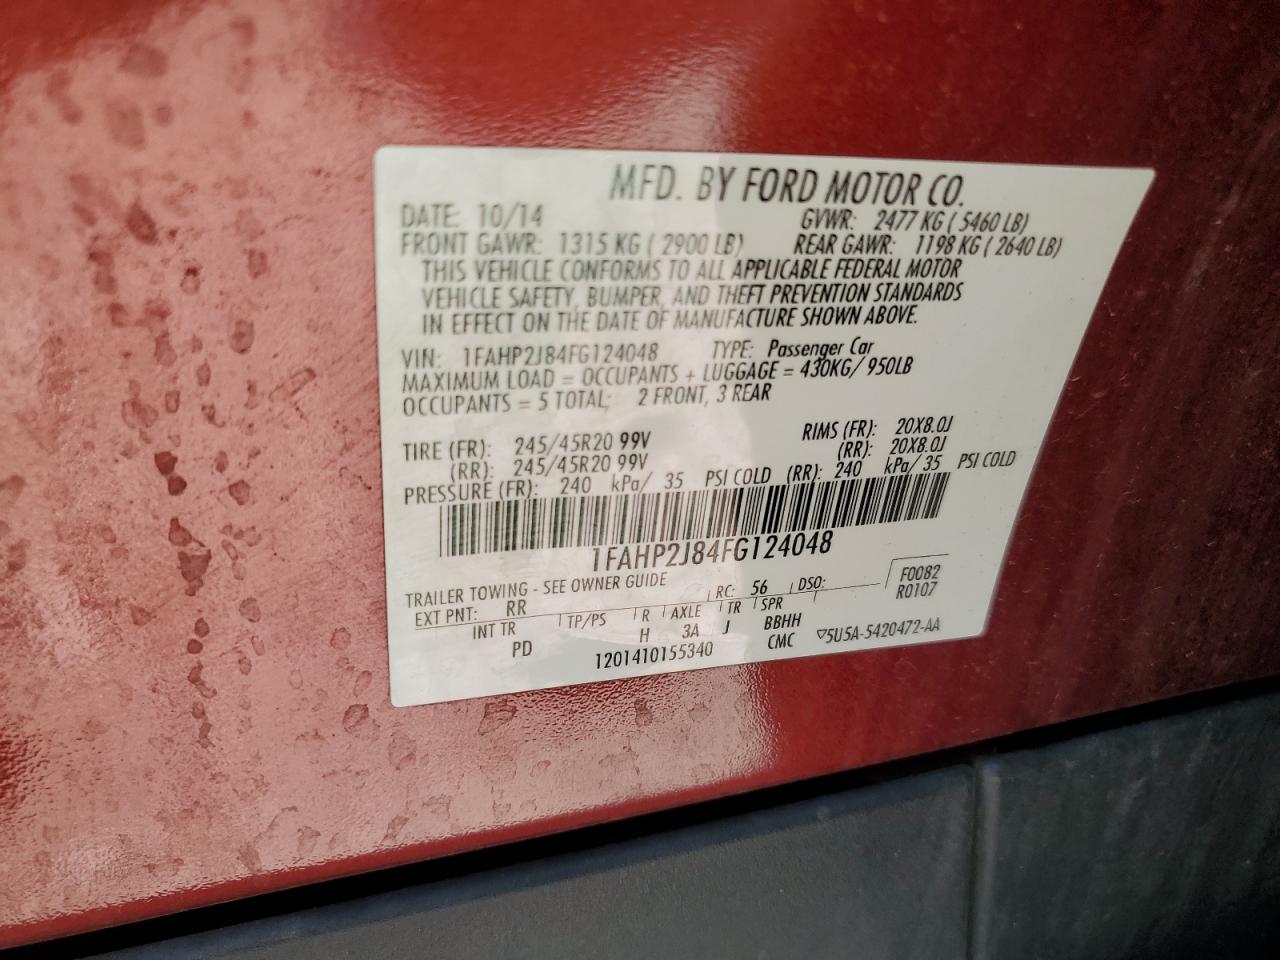 MFD. BY FORD MOTOR CO.
DATE: 10/14 GVWR: 2477 KG ( 5460 LB)
FRONT GAWR: 1315 KG ( 2900 LB) REAR GAWR: 1198 KG ( 2640 LB)
THIS VEHICLE CONFORMS TO ALL APPLICABLE FEDERAL MOTOR
VEHICLE SAFETY, BUMPER, AND THEFT PREVENTION STANDARDS
IN EFFECT ON THE DATE OF MANUFACTURE SHOWN ABOVE.
VIN: 1FAHP2J84FG124048 TYPE: Passenger Car
MAXIMUM LOAD = OCCUPANTS + LUGGAGE = 430KG/ 950LB
OCCUPANTS = 5 TOTAL; 2 FRONT, 3 REAR
TIRE (FR): 245/45R20 99V RIMS (FR): 20X8.0J
(RR): 245/45R20 99V (RR): 20X8.0J
PRESSURE (FR): 240 kPa/ 35 PSI COLD (RR): 240 kPa/ 35 PSI COLD
1FAHP2J84FG124048
TRAILER TOWING - SEE OWNER GUIDE RC: 56 DSO: F0082
EXT PNT: RR R0107
INT TR TP/PS R AXLE TR SPR
PD H 3A J BBHH
1201410155340 CMC ▽5U5A-5420472-AA